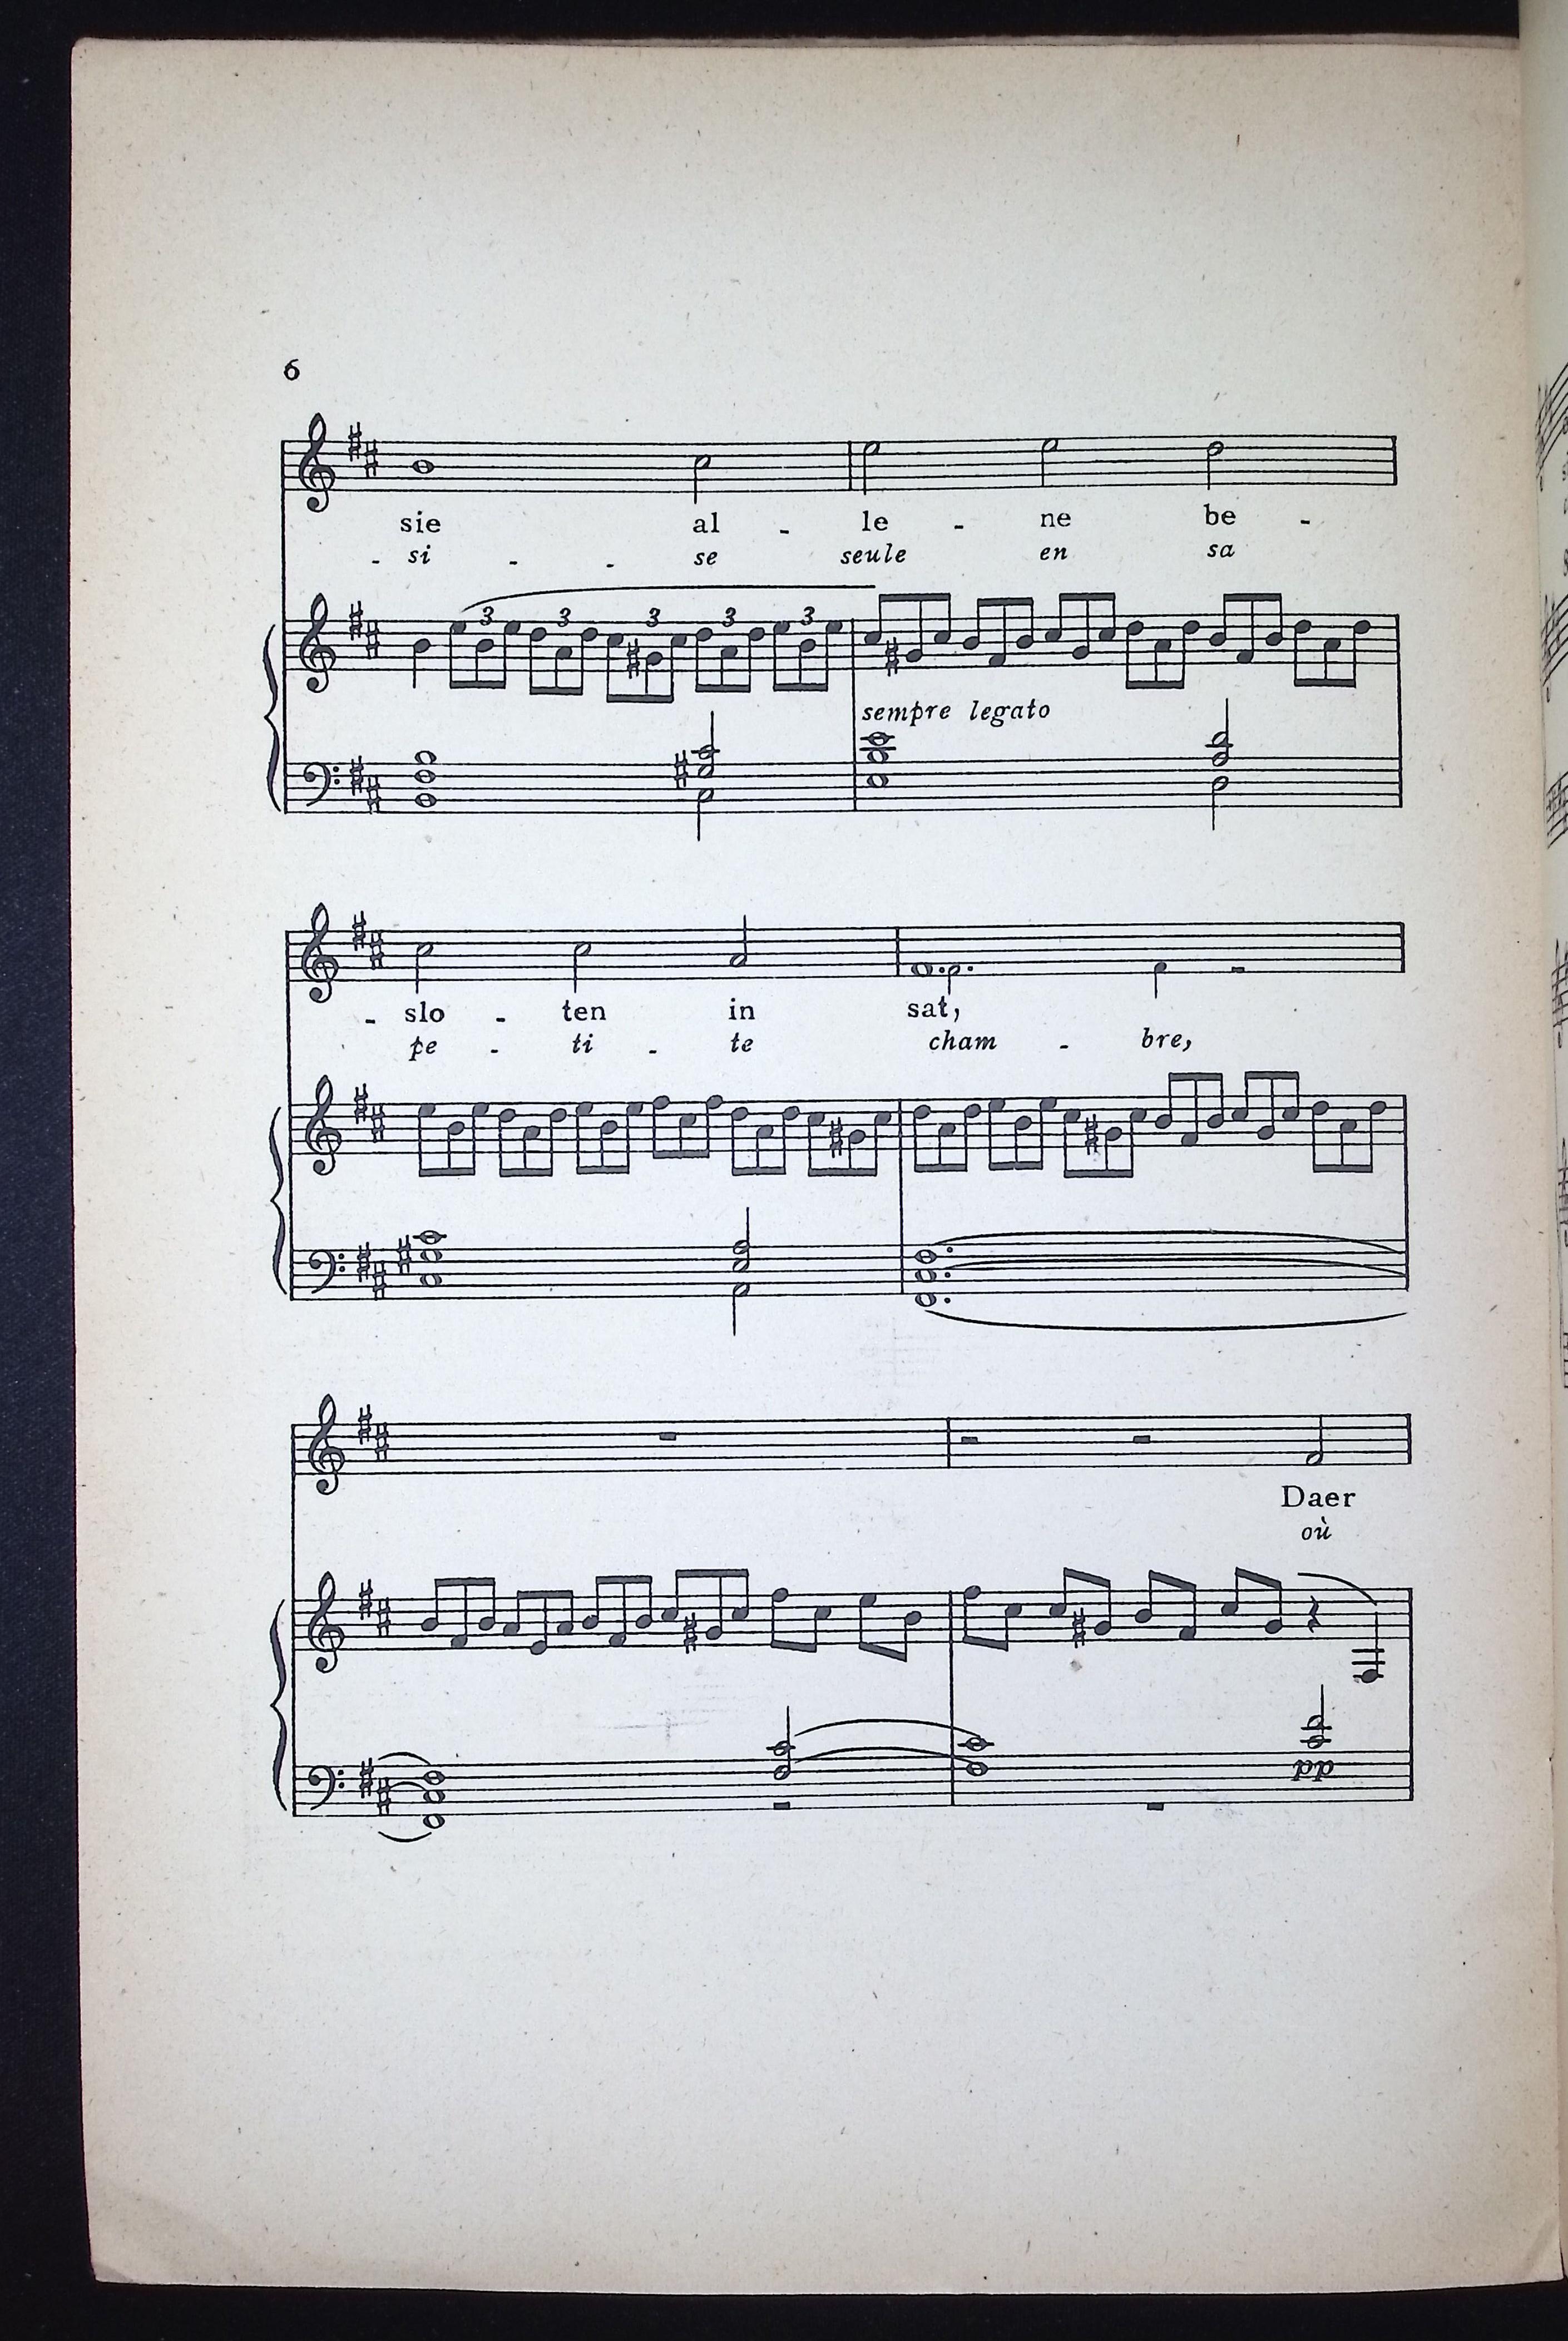 6
sie al - le - ne be -
- si - - se seule en sa
3 3 3 3 3
sempre legato
- slo - ten in sat,
pe - ti - te cham - bre,
Daer
où
pp